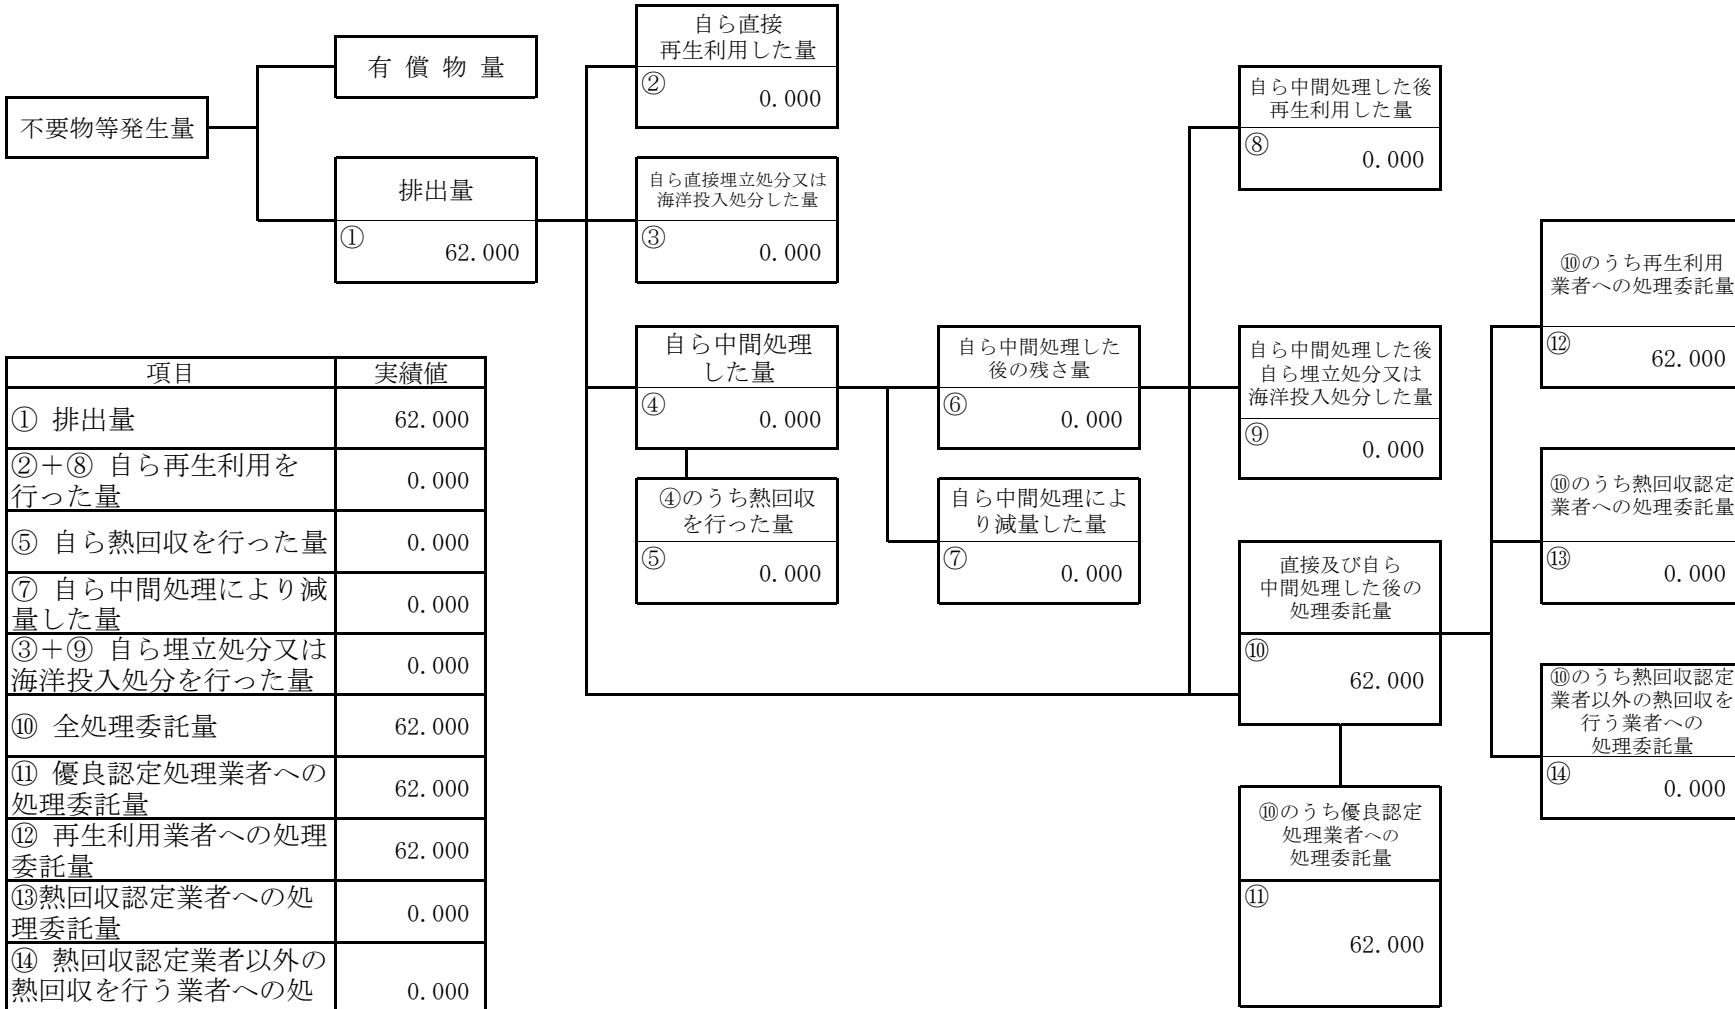 不要物等発生量
有 償 物 量
排出量
①
62.000
自ら直接
再生利用した量
②
0.000
自ら直接埋立処分又は
海洋投入処分した量
③
0.000
自ら中間処理
した量
④
0.000
④のうち熱回収
を行った量
⑤
0.000
自ら中間処理した
後の残さ量
⑥
0.000
自ら中間処理によ
り減量した量
⑦
0.000
自ら中間処理した後
再生利用した量
⑧
0.000
自ら中間処理した後
自ら埋立処分又は
海洋投入処分した量
⑨
0.000
直接及び自ら
中間処理した後の
処理委託量
⑩
62.000
⑩のうち優良認定
処理業者への
処理委託量
⑪
62.000
⑩のうち再生利用
業者への処理委託量
⑫
62.000
⑩のうち熱回収認定
業者への処理委託量
⑬
0.000
⑩のうち熱回収認定
業者以外の熱回収を
行う業者への
処理委託量
⑭
0.000
項目 実績値
① 排出量 62.000
②＋⑧ 自ら再生利用を
行った量 0.000
⑤ 自ら熱回収を行った量 0.000
⑦ 自ら中間処理により減
量した量 0.000
③＋⑨ 自ら埋立処分又は
海洋投入処分を行った量 0.000
⑩ 全処理委託量 62.000
⑪ 優良認定処理業者への
処理委託量 62.000
⑫ 再生利用業者への処理
委託量 62.000
⑬熱回収認定業者への処
理委託量 0.000
⑭ 熱回収認定業者以外の
熱回収を行う業者への処 0.000